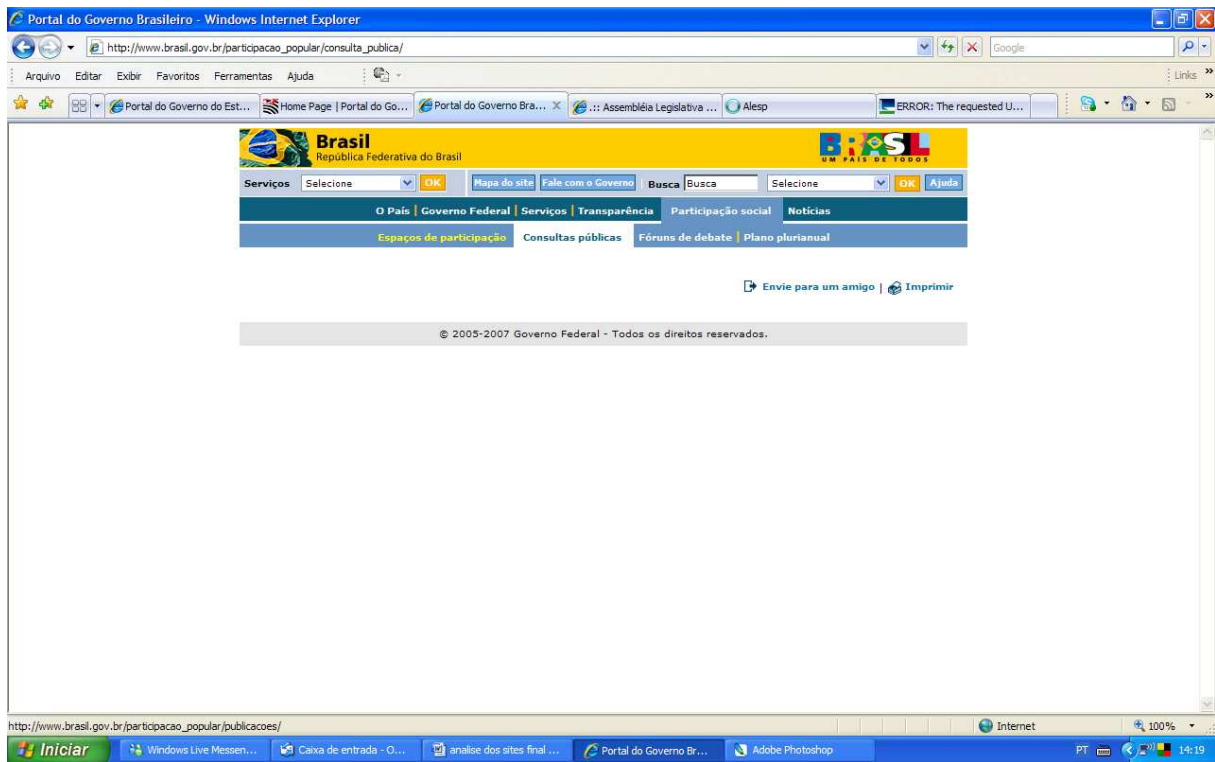 Portal do Governo Brasileiro - Windows Internet Explorer
http://www.brasil.gov.br/participacao_popular/consulta_publica/
Google
Arquivo Editar Exibir Favoritos Ferramentas Ajuda
Links »
Portal do Governo do Est... Home Page | Portal do Go... Portal do Governo Bra... .:: Assembléia Legislativa ... Alesp ERROR: The requested U... »
Brasil
República Federativa do Brasil
BRASIL
UM PAÍS DE TODOS
Serviços Selecione OK Mapa do site Fale com o Governo | Busca Busca Selecione OK Ajuda
O País | Governo Federal | Serviços | Transparência Participação social Notícias
Espaços de participação Consultas públicas Fóruns de debate | Plano plurianual
Envie para um amigo | Imprimir
© 2005-2007 Governo Federal - Todos os direitos reservados.
http://www.brasil.gov.br/participacao_popular/publicacoes/
Internet
100%
Iniciar Windows Live Messen... Caixa de entrada - O... analise dos sites final ... Portal do Governo Br... Adobe Photoshop PT 14:19